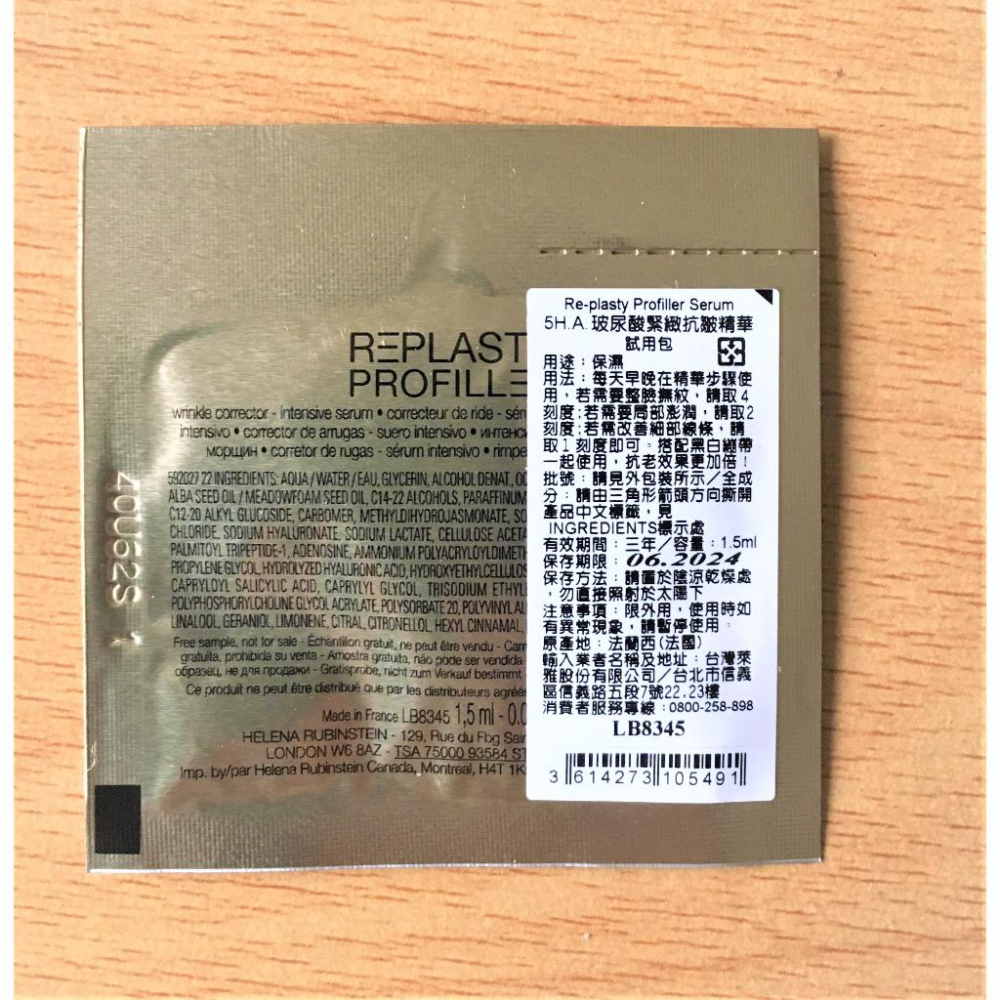 REPLAST
PROFILLE
wrinkle corrector - intensive serum • correcteur de ride - sér
intensivo • corrector de arrugas - suero intensivo • интенси
морщин • corretor de rugas - sérum intensivo • rimpe
592027 22 INGREDIENTS: AQUA / WATER / EAU, GLYCERIN, ALCOHOL DENAT., OC
ALBA SEED OIL / MEADOWFOAM SEED OIL, C14-22 ALCOHOLS, PARAFFINUM
C12-20 ALKYL GLUCOSIDE, CARBOMER, METHYLDIHYDROJASMONATE, SO
CHLORIDE, SODIUM HYALURONATE, SODIUM LACTATE, CELLULOSE ACETA
PALMITOYL TRIPEPTIDE-1, ADENOSINE, AMMONIUM POLYACRYLOYLDIMETH
PROPYLENE GLYCOL, HYDROLYZED HYALURONIC ACID, HYDROXYETHYLCELLULOS
CAPRYLOYL SALICYLIC ACID, CAPRYLYL GLYCOL, TRISODIUM ETHYLE
POLYPHOSPHORYLCHOLINE GLYCOL ACRYLATE, POLYSORBATE 20, POLYVINYL AL
LINALOOL, GERANIOL, LIMONENE, CITRAL, CITRONELLOL, HEXYL CINNAMAL,
Free sample, not for sale - Échantillon gratuit, ne peut être vendu - Cam
gratuita, prohibida su venta - Amostra gratuita, não pode ser vendida
образец, не для продажи - Gratisprobe, nicht zum Verkauf bestimmt
Ce produit ne peut être distribué que par les distributeurs agréés
Made in France LB8345 1,5 ml - 0.0
HELENA RUBINSTEIN - 129, Rue du Fbg Sain
LONDON W6 8AZ - TSA 75000 93584 ST
Imp. by/par Helena Rubinstein Canada, Montreal, H4T 1K
40U62S 1
Re-plasty Profiller Serum
5H.A.玻尿酸緊緻抗皺精華
試用包
用途：保濕
用法：每天早晚在精華步驟使
用，若需要整臉撫紋，請取4
刻度;若需要局部澎潤，請取2
刻度;若需改善細部線條，請
取1刻度即可。搭配黑白繃帶
一起使用，抗老效果更加倍！
批號：請見外包裝所示／全成
分：請由三角形箭頭方向撕開
產品中文標籤，見
INGREDIENTS標示處
有效期間：三年／容量：1.5ml
保存期限：06.2024
保存方法：請置於陰涼乾燥處
，勿直接照射於太陽下
注意事項：限外用，使用時如
有異常現象，請暫停使用。
原產地：法蘭西(法國)
輸入業者名稱及地址：台灣萊
雅股份有限公司／台北市信義
區信義路五段7號22.23樓
消費者服務專線：0800-258-898
LB8345
3 614273 105491